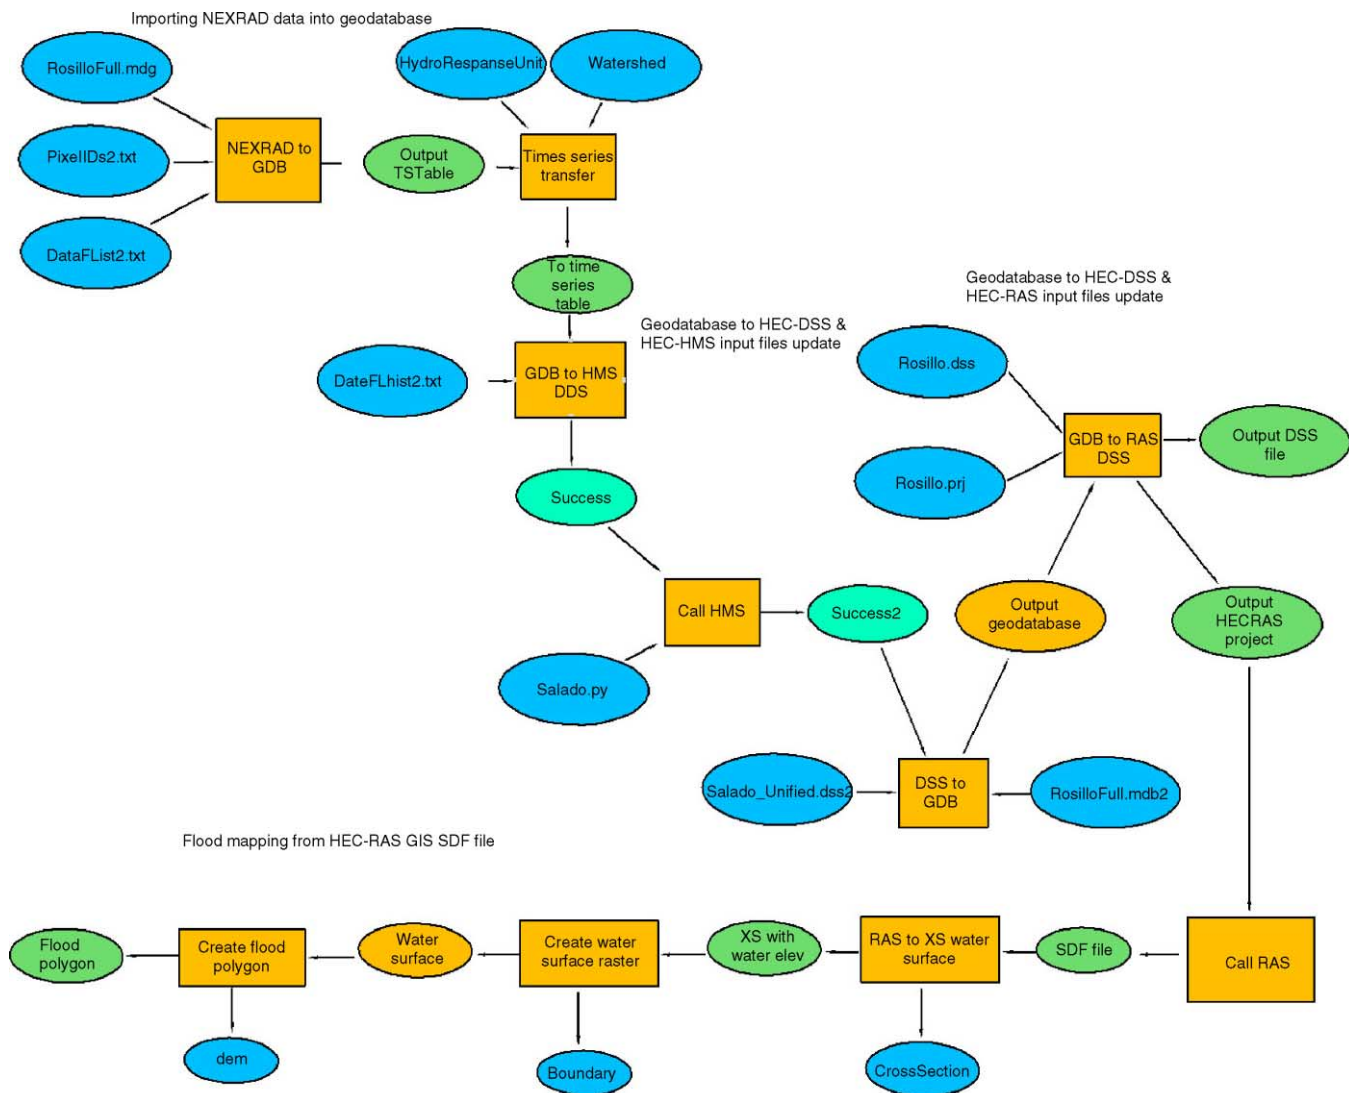 Importing NEXRAD data into geodatabase
RosilloFull.mdg
HydroRespanseUnit
Watershed
PixelIDs2.txt
NEXRAD to
GDB
Output
TSTable
Times series
transfer
DataFList2.txt
To time
series
table
Geodatabase to HEC-DSS &
HEC-RAS input files update
Geodatabase to HEC-DSS &
HEC-HMS input files update
DateFLhist2.txt
GDB to HMS
DDS
Rosillo.dss
GDB to RAS
DSS
Output DSS
file
Rosillo.prj
Success
Call HMS
Success2
Output
geodatabase
Output
HECRAS
project
Salado.py
Salado_Unified.dss2
DSS to
GDB
RosilloFull.mdb2
Flood mapping from HEC-RAS GIS SDF file
Flood
polygon
Create flood
polygon
Water
surface
Create water
surface raster
XS with
water elev
RAS to XS water
surface
SDF file
Call RAS
dem
Boundary
CrossSection